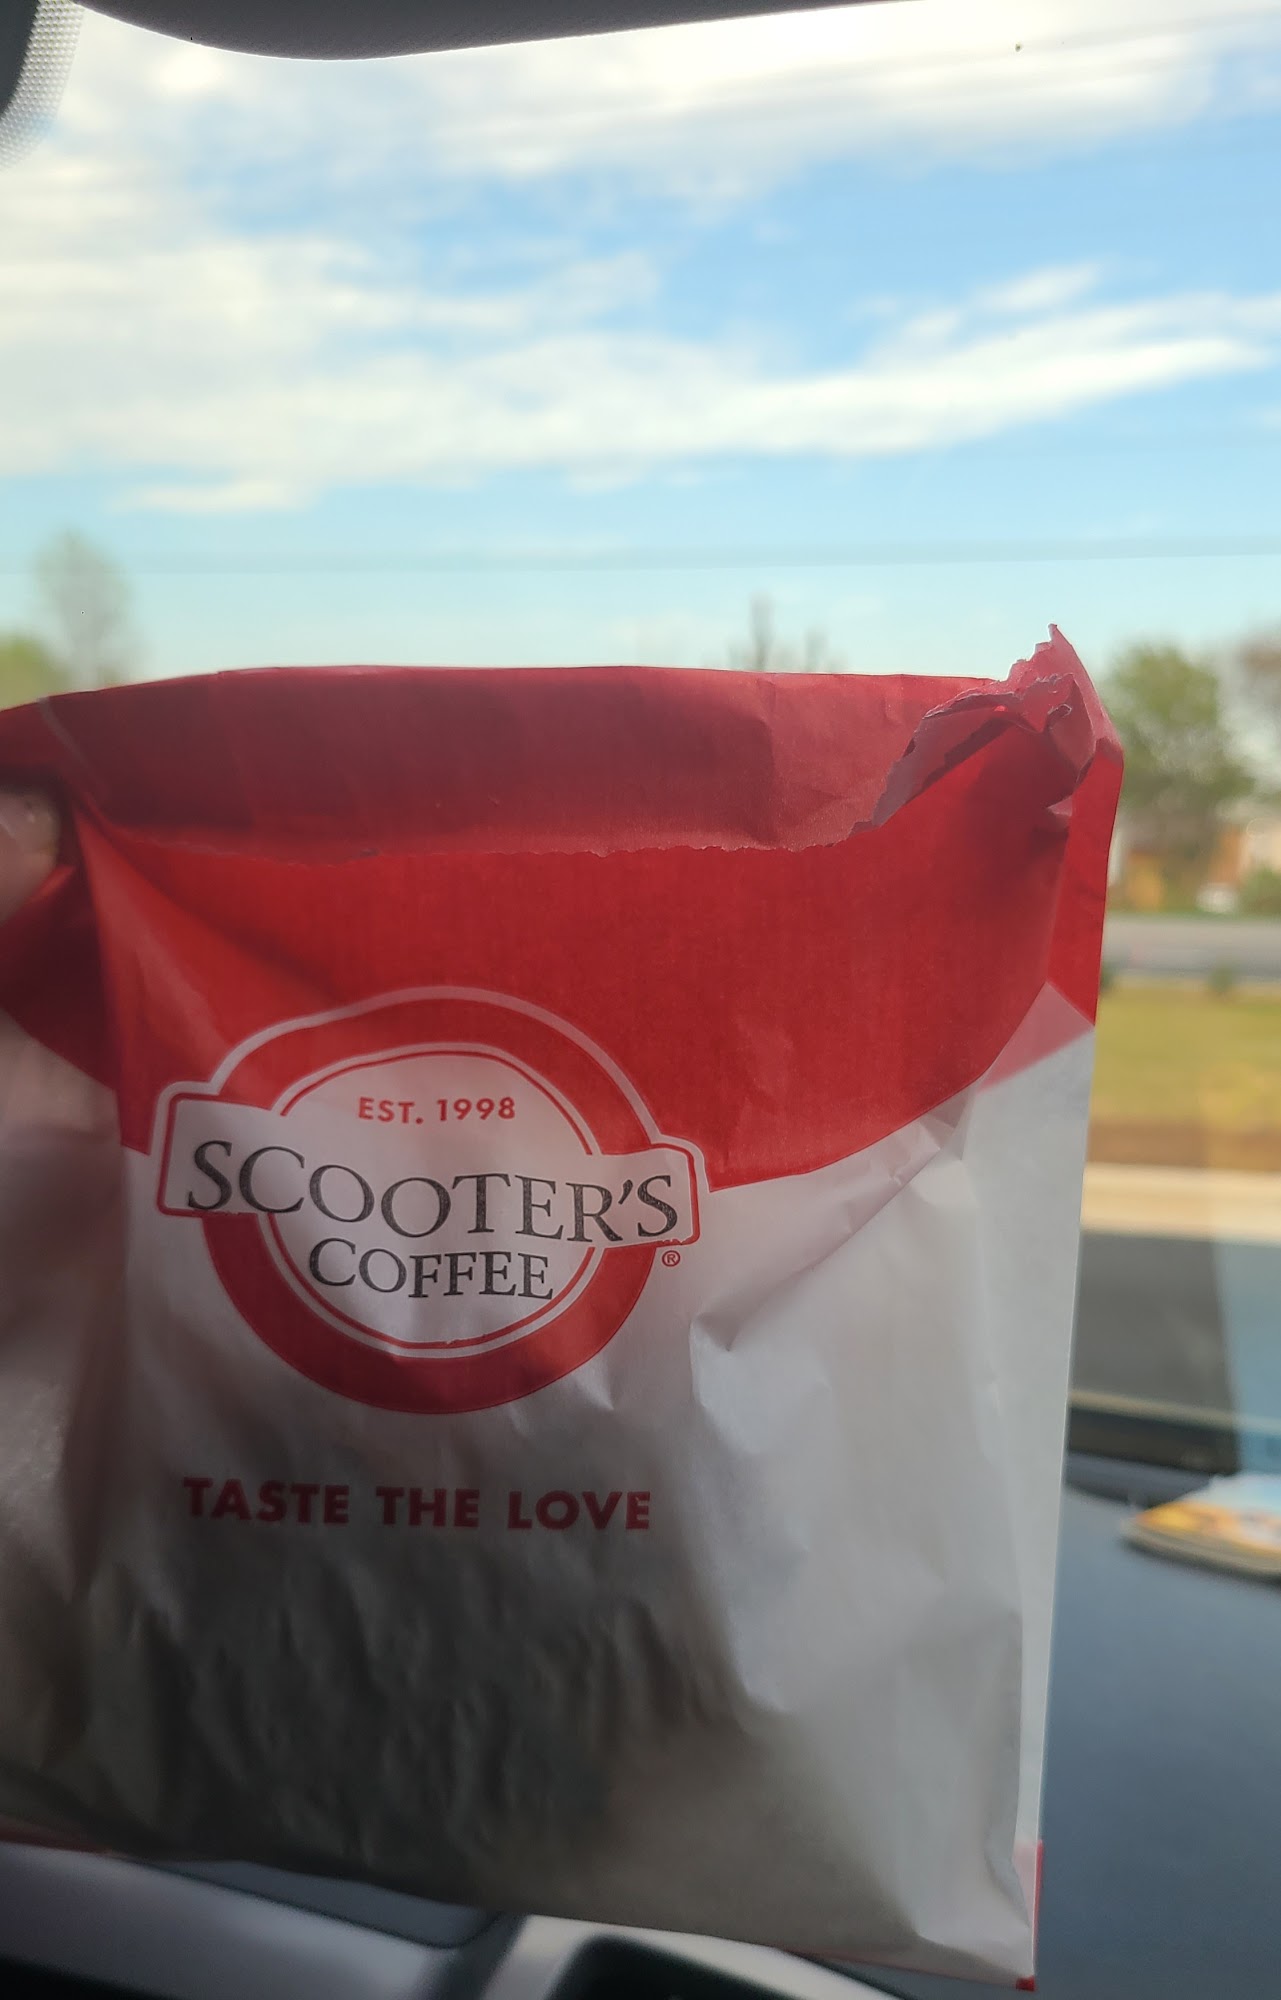 EST. 1998
SCOOTER'S
COFFEE
®
TASTE THE LOVE